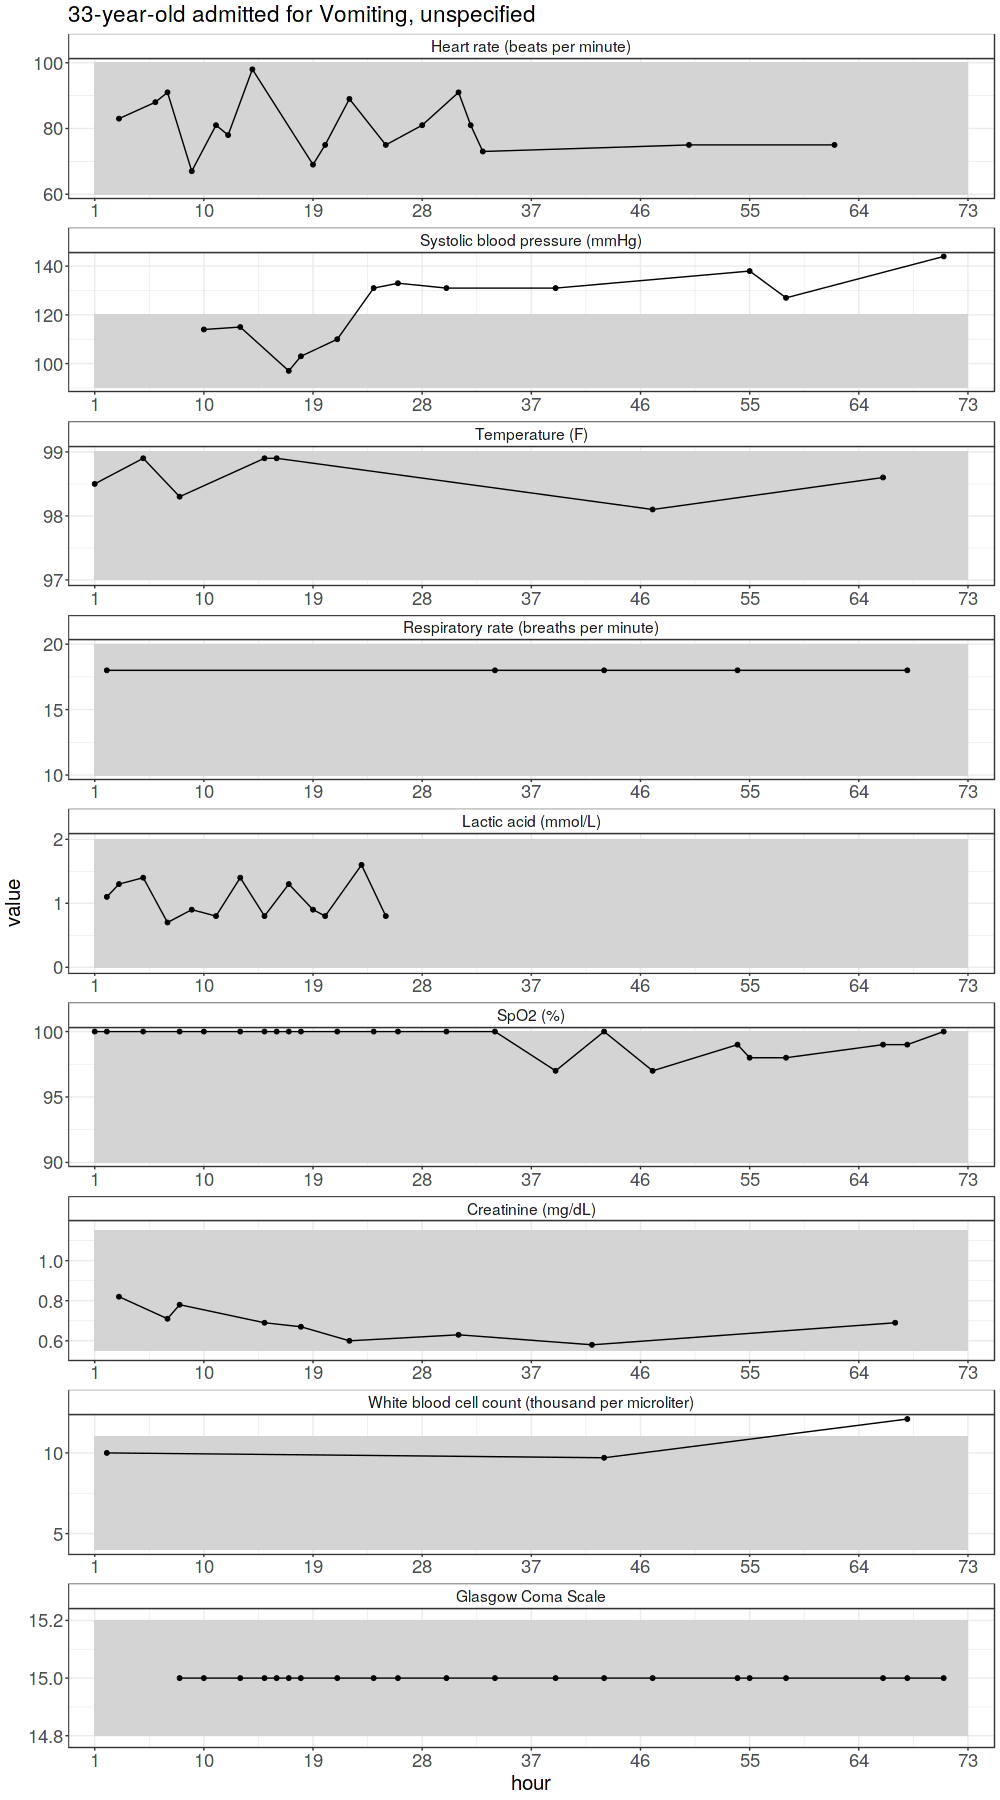 33-year-old admitted for Vomiting, unspecified
Heart rate (beats per minute)
100
80
60
1 10 19 28 37 46 55 64 73
Systolic blood pressure (mmHg)
140
120
100
1 10 19 28 37 46 55 64 73
Temperature (F)
99
98
97
1 10 19 28 37 46 55 64 73
Respiratory rate (breaths per minute)
20
15
10
1 10 19 28 37 46 55 64 73
Lactic acid (mmol/L)
2
1
0
1 10 19 28 37 46 55 64 73
value
SpO2 (%)
100
95
90
1 10 19 28 37 46 55 64 73
Creatinine (mg/dL)
1.0
0.8
0.6
1 10 19 28 37 46 55 64 73
White blood cell count (thousand per microliter)
10
5
1 10 19 28 37 46 55 64 73
Glasgow Coma Scale
15.2
15.0
14.8
1 10 19 28 37 46 55 64 73
hour